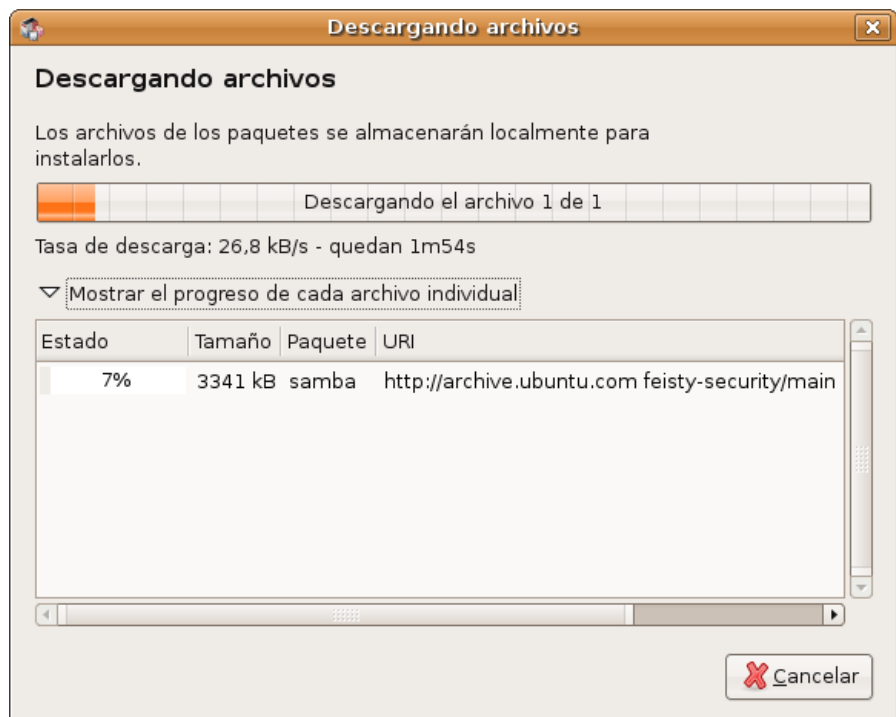 Descargando archivos
Descargando archivos
Los archivos de los paquetes se almacenarán localmente para
instalarlos.
Descargando el archivo 1 de 1
Tasa de descarga: 26,8 kB/s - quedan 1m54s
Mostrar el progreso de cada archivo individual
Estado Tamaño Paquete URI
7% 3341 kB samba http://archive.ubuntu.com feisty-security/main
Cancelar